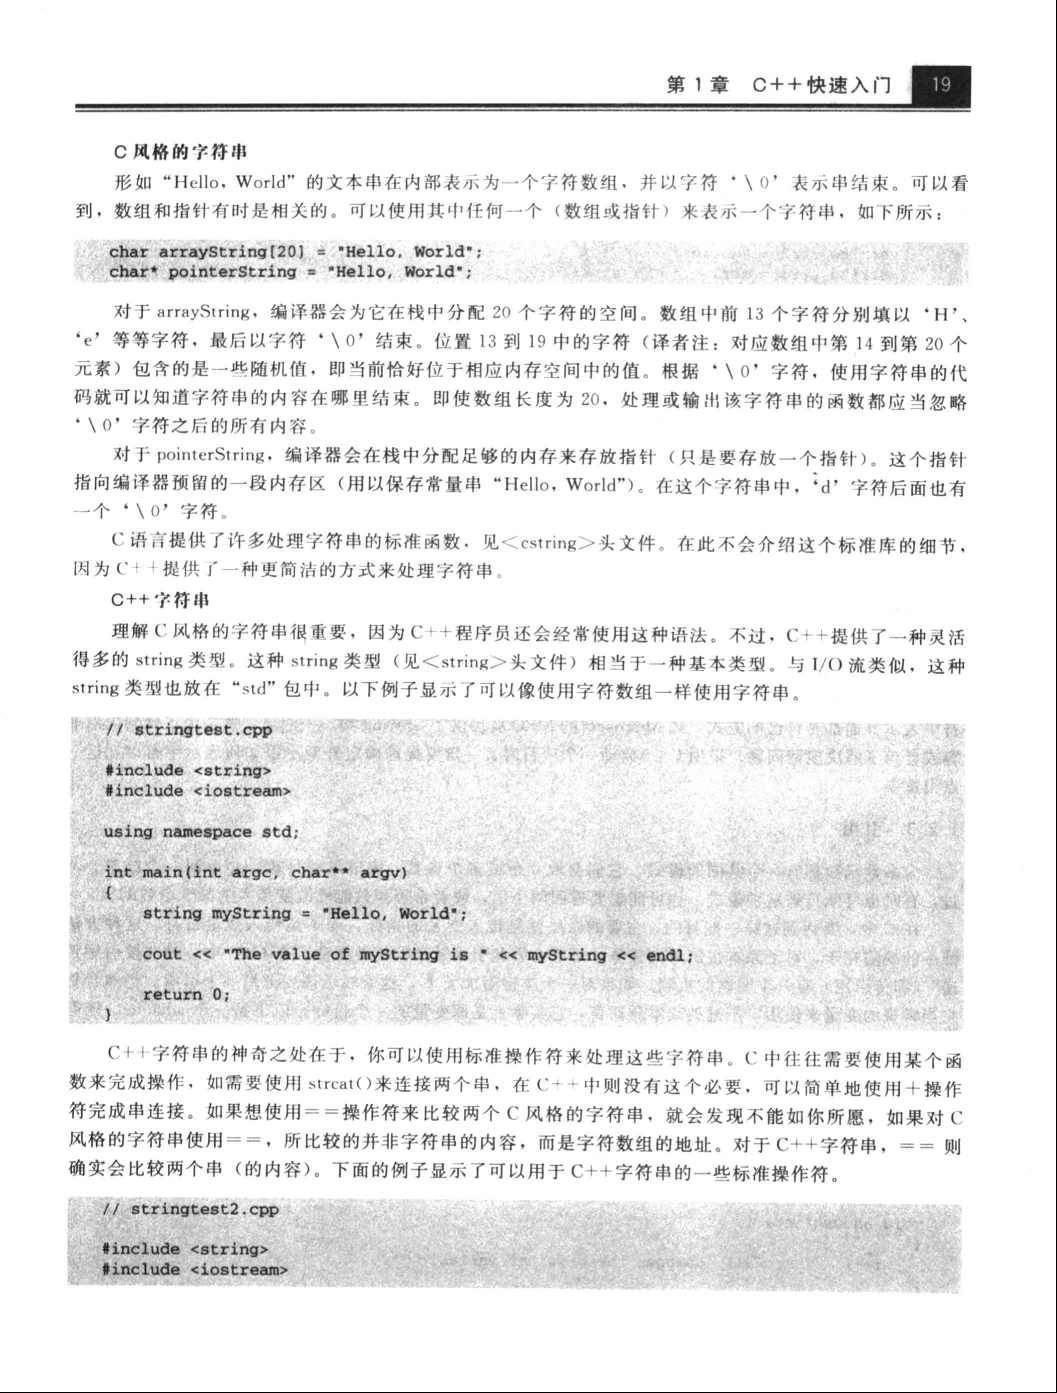 第 1 章 C++快速入门 19
C 风格的字符串
形如“Hello, World”的文本串在内部表示为一个字符数组，并以字符‘\0’表示串结束。可以看
到，数组和指针有时是相关的。可以使用其中任何一个（数组或指针）来表示一个字符串，如下所示：
char arrayString[20] = "Hello, World";
char* pointerString = "Hello, World";
对于 arrayString，编译器会为它在栈中分配 20 个字符的空间。数组中前 13 个字符分别填以‘H’、
‘e’等等字符，最后以字符‘\0’结束。位置 13 到 19 中的字符（译者注：对应数组中第 14 到第 20 个
元素）包含的是一些随机值，即当前恰好位于相应内存空间中的值。根据‘\0’字符，使用字符串的代
码就可以知道字符串的内容在哪里结束。即使数组长度为 20，处理或输出该字符串的函数都应当忽略
‘\0’字符之后的所有内容。
对于 pointerString，编译器会在栈中分配足够的内存来存放指针（只是要存放一个指针）。这个指针
指向编译器预留的一段内存区（用以保存常量串“Hello, World”）。在这个字符串中，‘d’字符后面也有
一个‘\0’字符。
C 语言提供了许多处理字符串的标准函数，见<cstring>头文件。在此不会介绍这个标准库的细节，
因为 C++提供了一种更简洁的方式来处理字符串。
C++ 字符串
理解 C 风格的字符串很重要，因为 C++程序员还会经常使用这种语法。不过，C++提供了一种灵活
得多的 string 类型。这种 string 类型（见<string>头文件）相当于一种基本类型。与 I/O 流类似，这种
string 类型也放在“std”包中。以下例子显示了可以像使用字符数组一样使用字符串。
// stringtest.cpp
#include <string>
#include <iostream>
using namespace std;
int main(int argc, char** argv)
{
string myString = "Hello, World";
cout << "The value of myString is " << myString << endl;
return 0;
}
C++字符串的神奇之处在于，你可以使用标准操作符来处理这些字符串。C 中往往需要使用某个函
数来完成操作，如需要使用 strcat()来连接两个串，在 C++中则没有这个必要，可以简单地使用＋操作
符完成串连接。如果想使用＝＝操作符来比较两个 C 风格的字符串，就会发现不能如你所愿，如果对 C
风格的字符串使用＝＝，所比较的并非字符串的内容，而是字符数组的地址。对于 C++字符串，＝＝ 则
确实会比较两个串（的内容）。下面的例子显示了可以用于 C++字符串的一些标准操作符。
// stringtest2.cpp
#include <string>
#include <iostream>